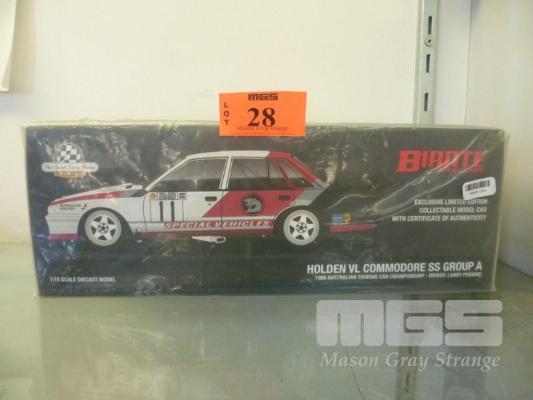 LOT
MGS
28
Mason Gray Strange
BIANTE
EXCLUSIVE LIMITED EDITION
COLLECTABLE MODEL CAR
WITH CERTIFICATE OF AUTHENTICITY
11
SPECIAL VEHICLES
HOLDEN VL COMMODORE SS GROUP A
1989 AUSTRALIAN TOURING CAR CHAMPIONSHIP - DRIVER: LARRY PERKINS
1:18 SCALE DIECAST MODEL
MGS
Mason Gray Strange